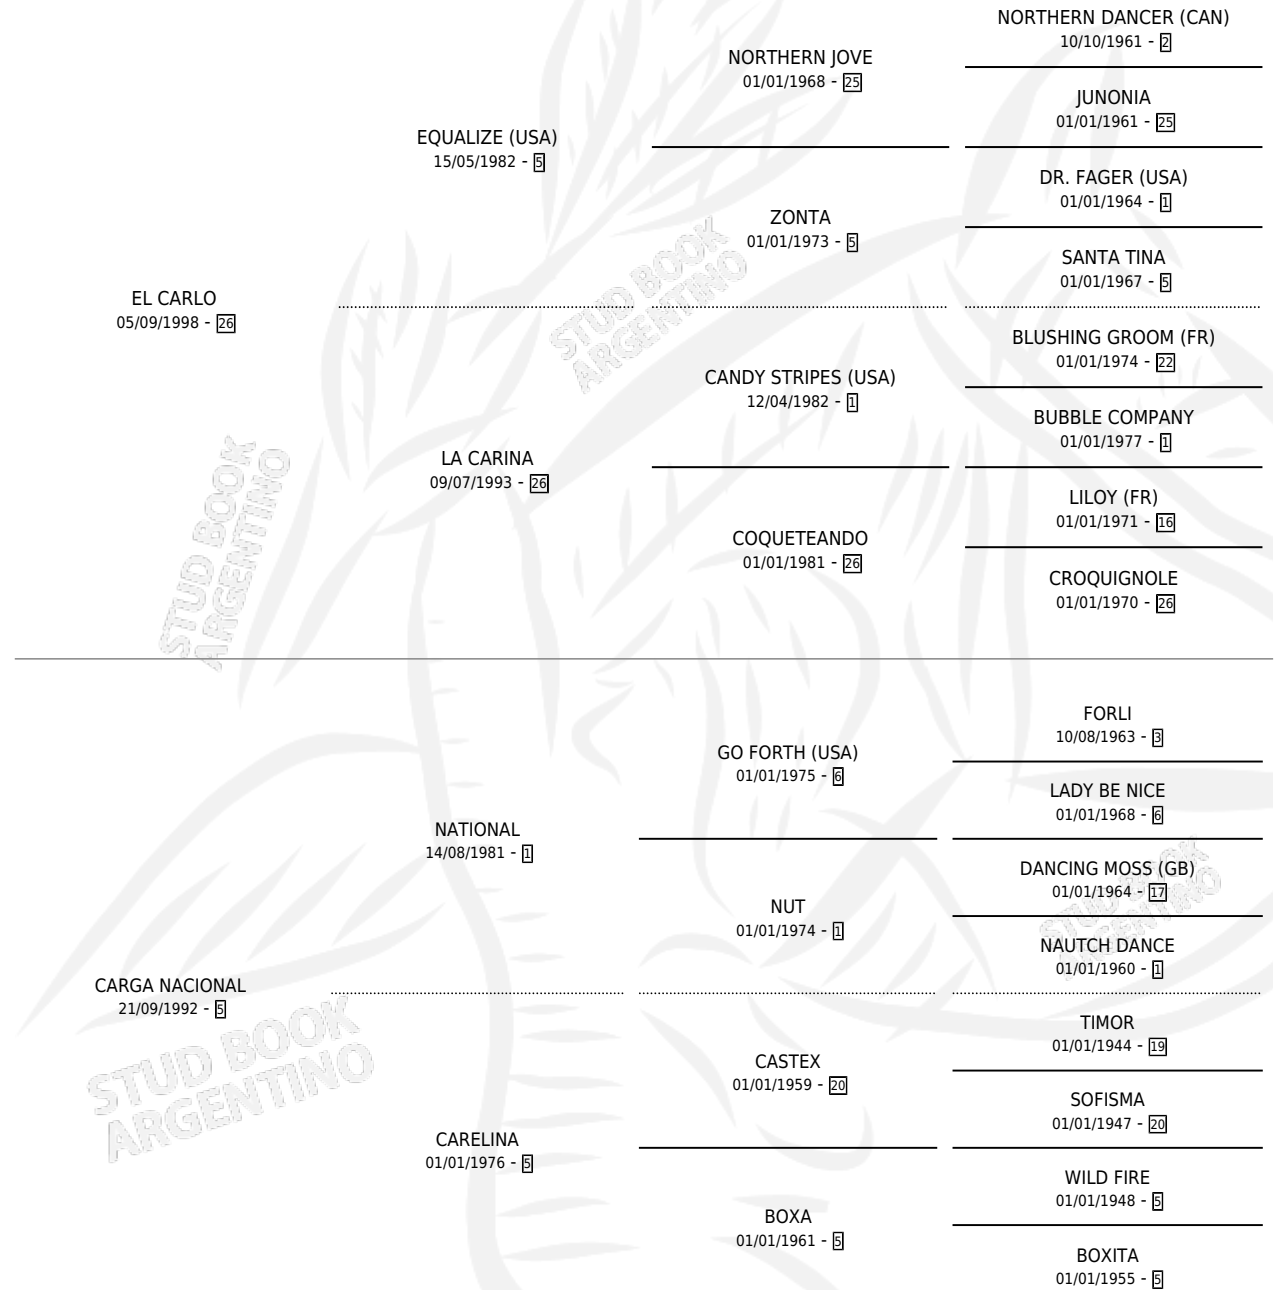 NORTHERN DANCER (CAN)
10/10/1961 - 2
NORTHERN JOVE
01/01/1968 - 25
JUNONIA
01/01/1961 - 25
EQUALIZE (USA)
15/05/1982 - 5
DR. FAGER (USA)
01/01/1964 - 1
ZONTA
01/01/1973 - 5
SANTA TINA
01/01/1967 - 5
EL CARLO
05/09/1998 - 26
BLUSHING GROOM (FR)
01/01/1974 - 22
CANDY STRIPES (USA)
12/04/1982 - 1
BUBBLE COMPANY
01/01/1977 - 1
LA CARINA
09/07/1993 - 26
LILOY (FR)
01/01/1971 - 16
COQUETEANDO
01/01/1981 - 26
CROQUIGNOLE
01/01/1970 - 26
FORLI
10/08/1963 - 3
GO FORTH (USA)
01/01/1975 - 6
LADY BE NICE
01/01/1968 - 6
NATIONAL
14/08/1981 - 1
DANCING MOSS (GB)
01/01/1964 - 17
NUT
01/01/1974 - 1
NAUTCH DANCE
01/01/1960 - 1
CARGA NACIONAL
21/09/1992 - 5
TIMOR
01/01/1944 - 19
CASTEX
01/01/1959 - 20
SOFISMA
01/01/1947 - 20
CARELINA
01/01/1976 - 5
WILD FIRE
01/01/1948 - 5
BOXA
01/01/1961 - 5
BOXITA
01/01/1955 - 5
STUD BOOK
ARGENTINO
STUD BOOK
ARGENTINO
STUD BOOK
ARGENTINO
STUD BOOK
ARGENTINO